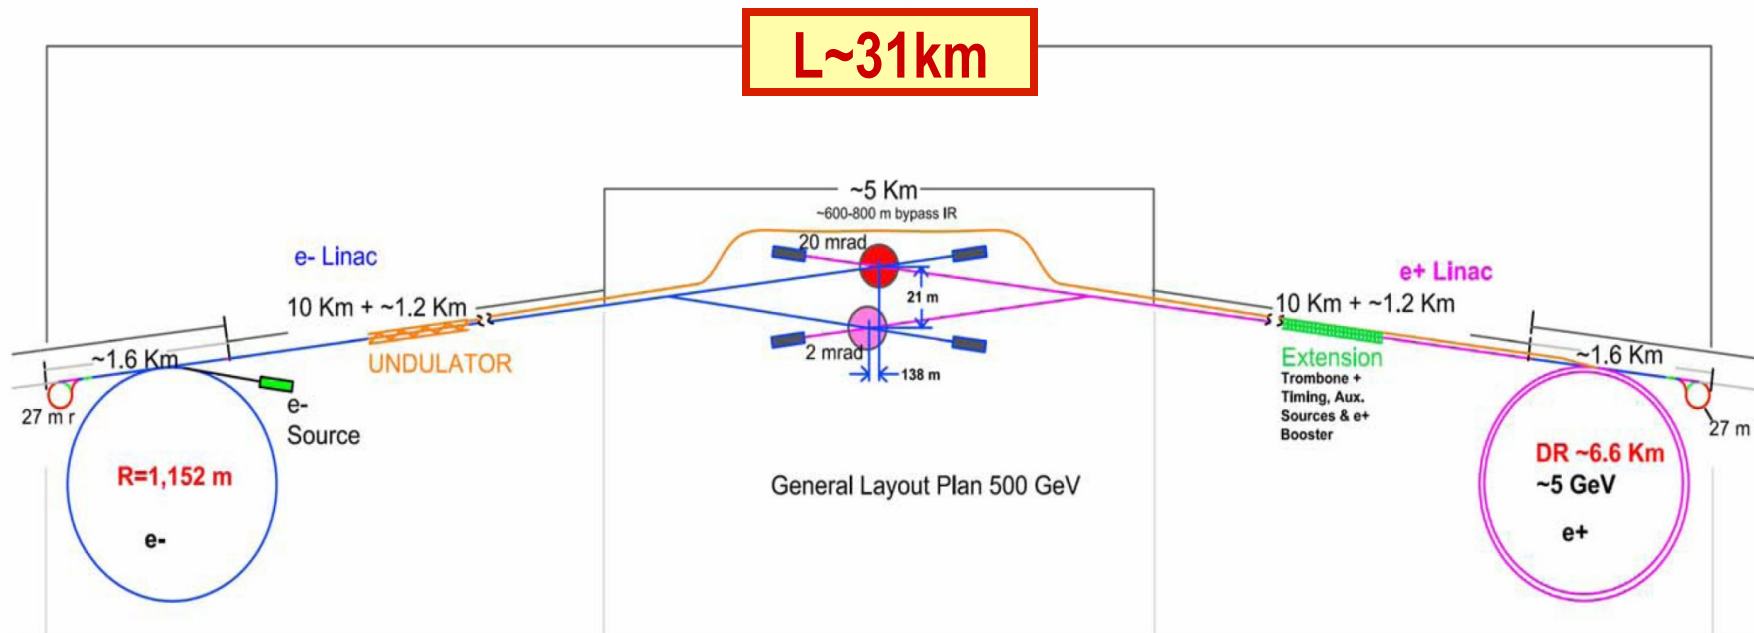 L~31km
~5 Km
~600-800 m bypass IR
20 mrad
e- Linac
e+ Linac
10 Km + ~1.2 Km
21 m
10 Km + ~1.2 Km
UNDULATOR
2 mrad
138 m
Extension
Trombone +
Timing, Aux.
Sources & e+
Booster
~1.6 Km
~1.6 Km
27 m r
e-
Source
27 m
R=1,152 m
e-
General Layout Plan 500 GeV
DR ~6.6 Km
~5 GeV
e+